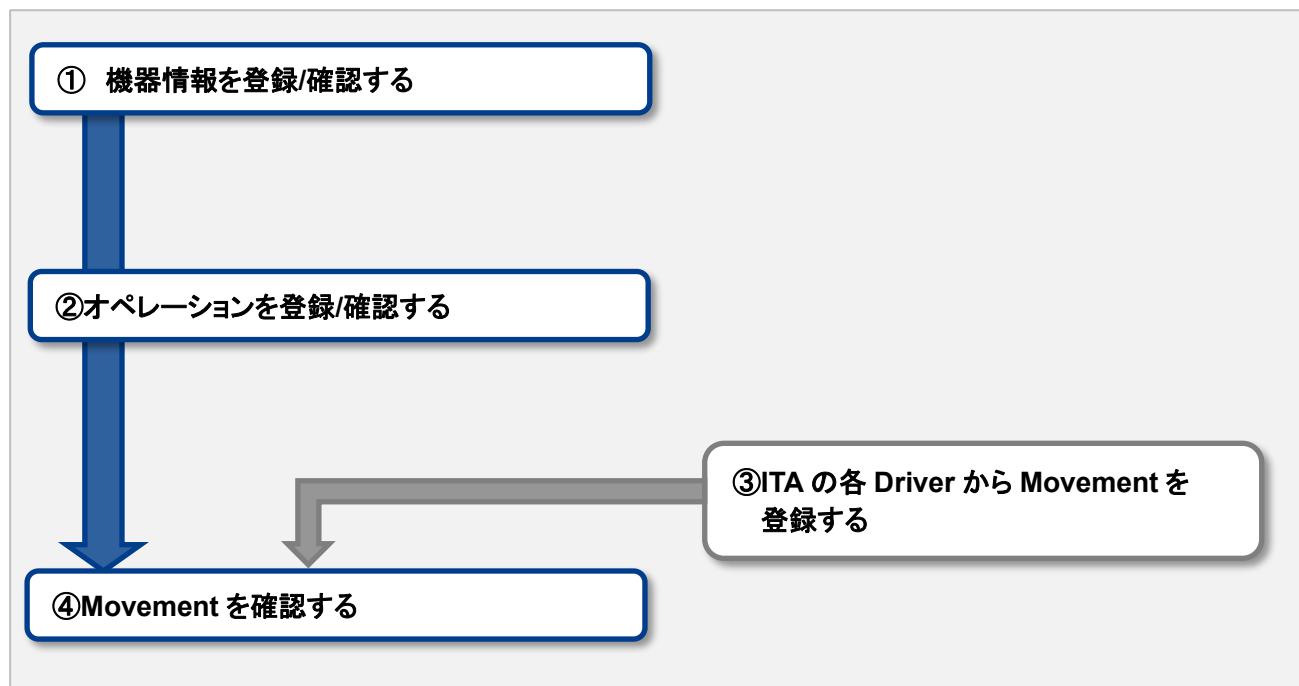 ① 機器情報を登録/確認する
②オペレーションを登録/確認する
③ITA の各 Driver から Movement を
登録する
④Movement を確認する